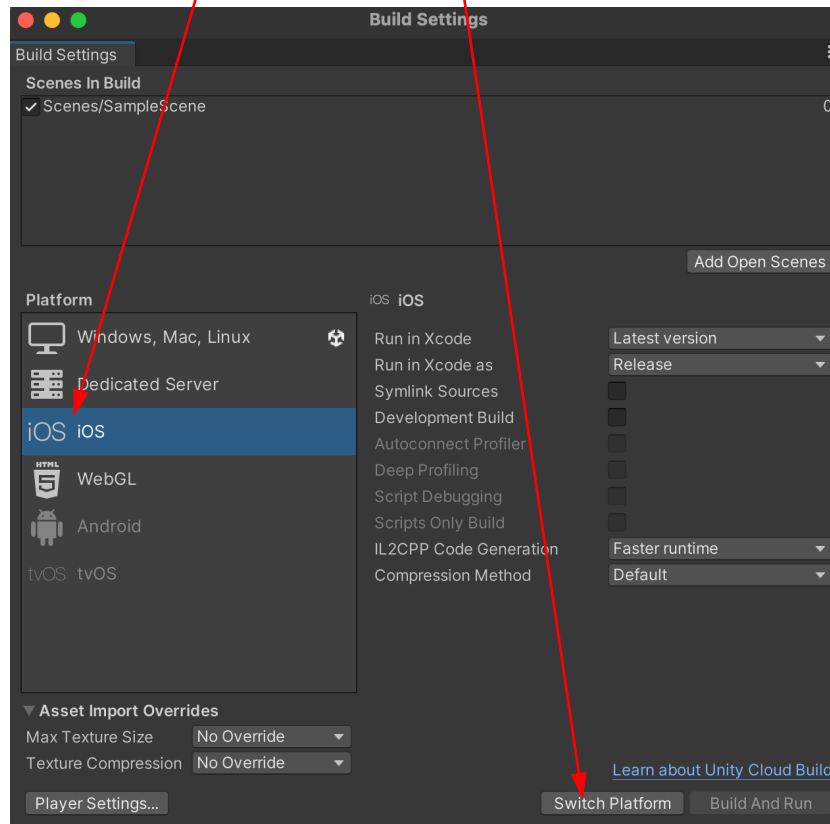 Build Settings
Build Settings
Scenes In Build
Scenes/SampleScene 0
Add Open Scenes
Platform
Windows, Mac, Linux
Dedicated Server
iOS iOS
HTML 5 WebGL
Android
tvOS tvOS
iOS iOS
Run in Xcode Latest version
Run in Xcode as Release
Symlink Sources
Development Build
Autoconnect Profiler
Deep Profiling
Script Debugging
Scripts Only Build
IL2CPP Code Generation Faster runtime
Compression Method Default
Asset Import Overrides
Max Texture Size No Override
Texture Compression No Override
Learn about Unity Cloud Build
Player Settings...
Switch Platform Build And Run